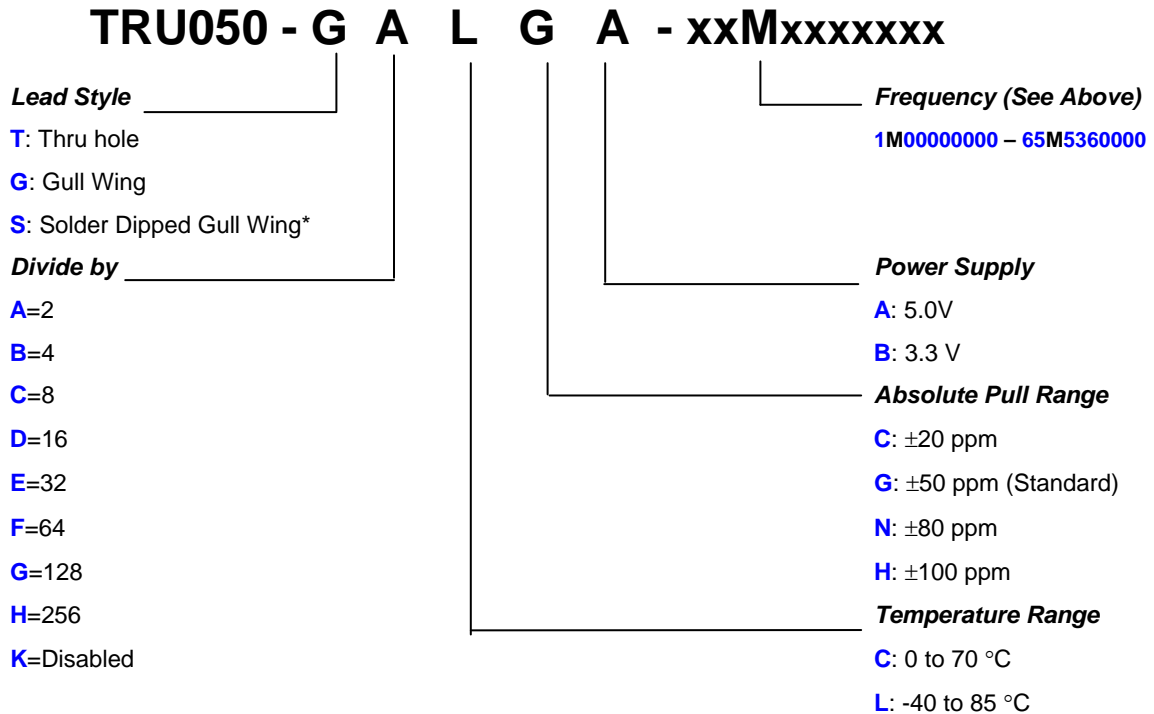 TRU050 - G A L G A - xxMxxxxxxx
Lead Style
T: Thru hole
G: Gull Wing
S: Solder Dipped Gull Wing*
Divide by
A=2
B=4
C=8
D=16
E=32
F=64
G=128
H=256
K=Disabled
Frequency (See Above)
1M00000000 – 65M5360000
Power Supply
A: 5.0V
B: 3.3 V
Absolute Pull Range
C: ±20 ppm
G: ±50 ppm (Standard)
N: ±80 ppm
H: ±100 ppm
Temperature Range
C: 0 to 70 °C
L: -40 to 85 °C